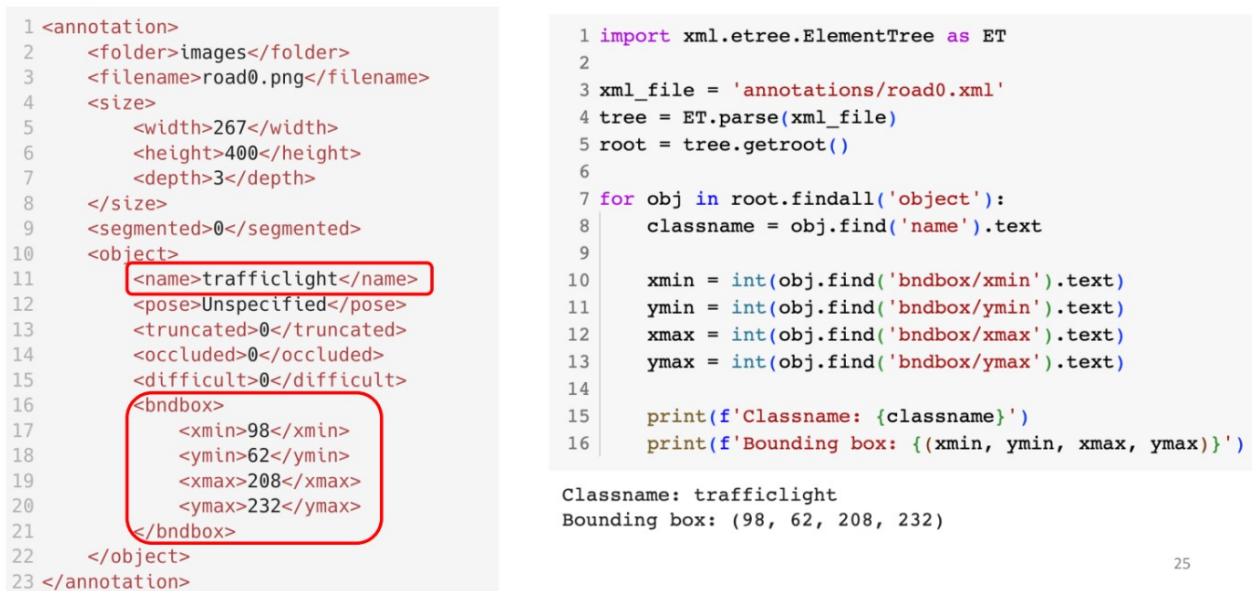 1 <annotation>
2     <folder>images</folder>
3     <filename>road0.png</filename>
4     <size>
5         <width>267</width>
6         <height>400</height>
7         <depth>3</depth>
8     </size>
9     <segmented>0</segmented>
10     <object>
11         <name>trafficlight</name>
12         <pose>Unspecified</pose>
13         <truncated>0</truncated>
14         <occluded>0</occluded>
15         <difficult>0</difficult>
16         <bndbox>
17             <xmin>98</xmin>
18             <ymin>62</ymin>
19             <xmax>208</xmax>
20             <ymax>232</ymax>
21         </bndbox>
22     </object>
23 </annotation>
1 import xml.etree.ElementTree as ET
2
3 xml_file = 'annotations/road0.xml'
4 tree = ET.parse(xml_file)
5 root = tree.getroot()
6
7 for obj in root.findall('object'):
8     classname = obj.find('name').text
9
10     xmin = int(obj.find('bndbox/xmin').text)
11     ymin = int(obj.find('bndbox/ymin').text)
12     xmax = int(obj.find('bndbox/xmax').text)
13     ymax = int(obj.find('bndbox/ymax').text)
14
15     print(f'Classname: {classname}')
16     print(f'Bounding box: {(xmin, ymin, xmax, ymax)}')
Classname: trafficlight
Bounding box: (98, 62, 208, 232)
25